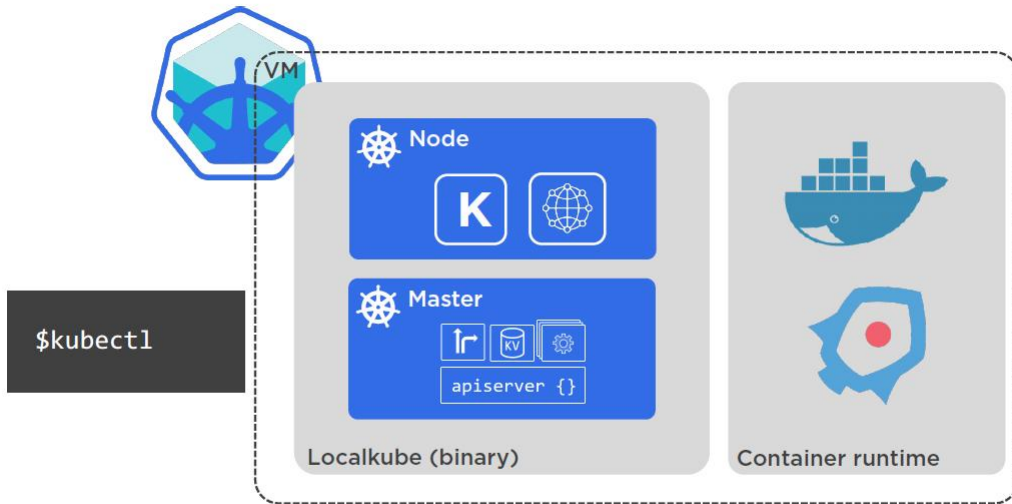 VM
Node
K
Master
KV
apiserver {}
$kubectl
Localkube (binary)
Container runtime